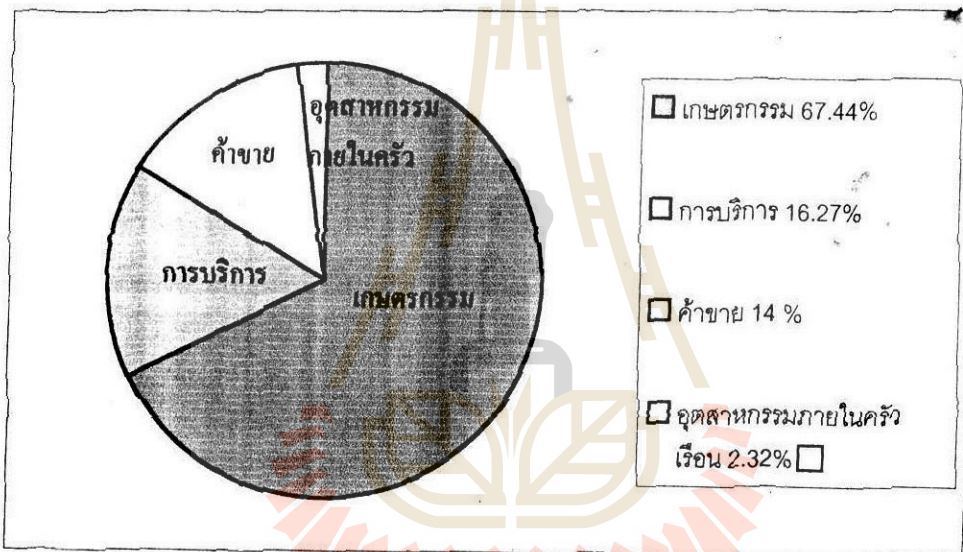 อุตสาหกรรม
ภายในครัว
ค้าขาย
การบริการ
เกษตรกรรม
เกษตรกรรม 67.44%
การบริการ 16.27%
ค้าขาย 14 %
อุตสาหกรรมภายในครัว
เรือน 2.32%